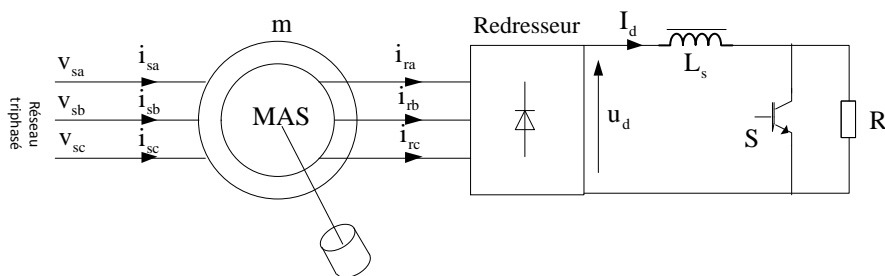 m
Redresseur
I_d
v_sa
i_sa
i_ra
L_s
v_sb
i_sb
MAS
i_rb
u_d
S
R
v_sc
i_sc
i_rc
Réseau
triphasé